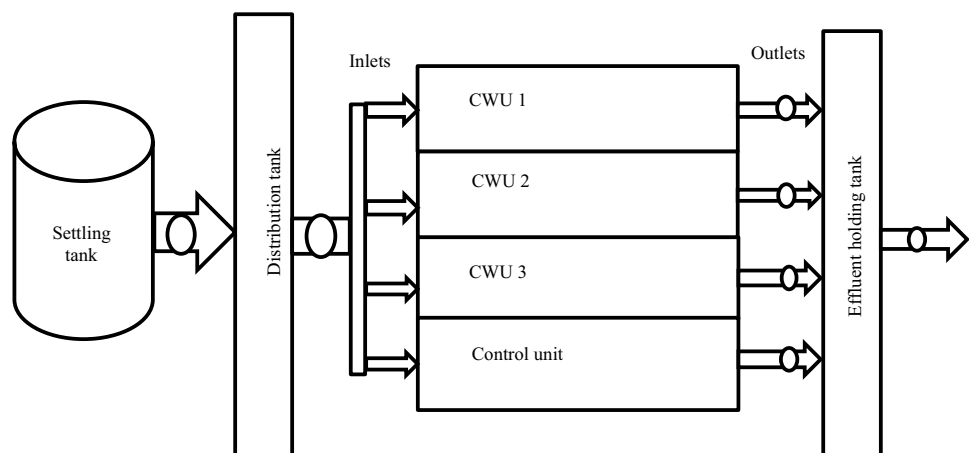 Settling
tank
Distribution tank
Inlets
CWU 1
CWU 2
CWU 3
Control unit
Outlets
Effluent holding tank